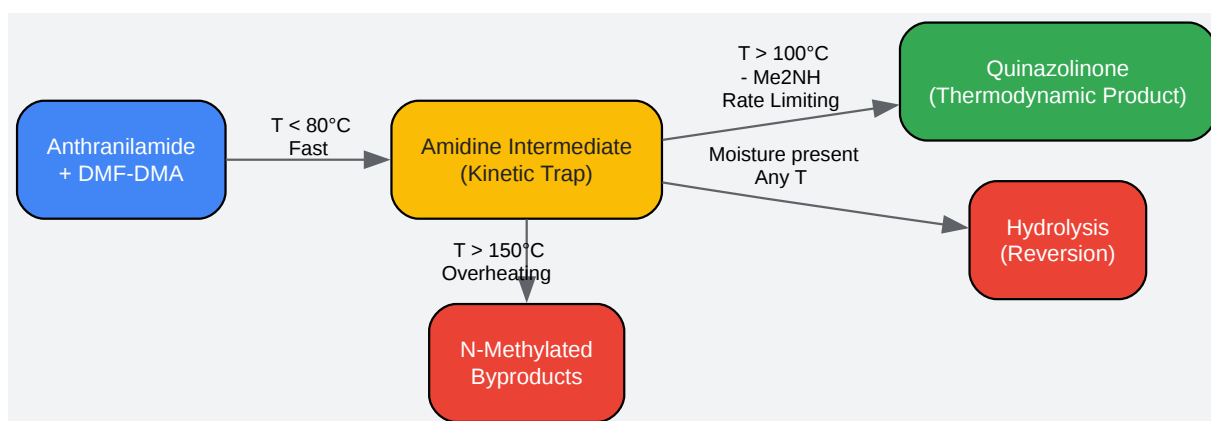 Anthranilamide
+ DMF-DMA
T < 80°C
Fast
Amidine Intermediate
(Kinetic Trap)
T > 100°C
- Me2NH
Rate Limiting
Quinazolinone
(Thermodynamic Product)
Moisture present
Any T
Hydrolysis
(Reversion)
T > 150°C
Overheating
N-Methylated
Byproducts